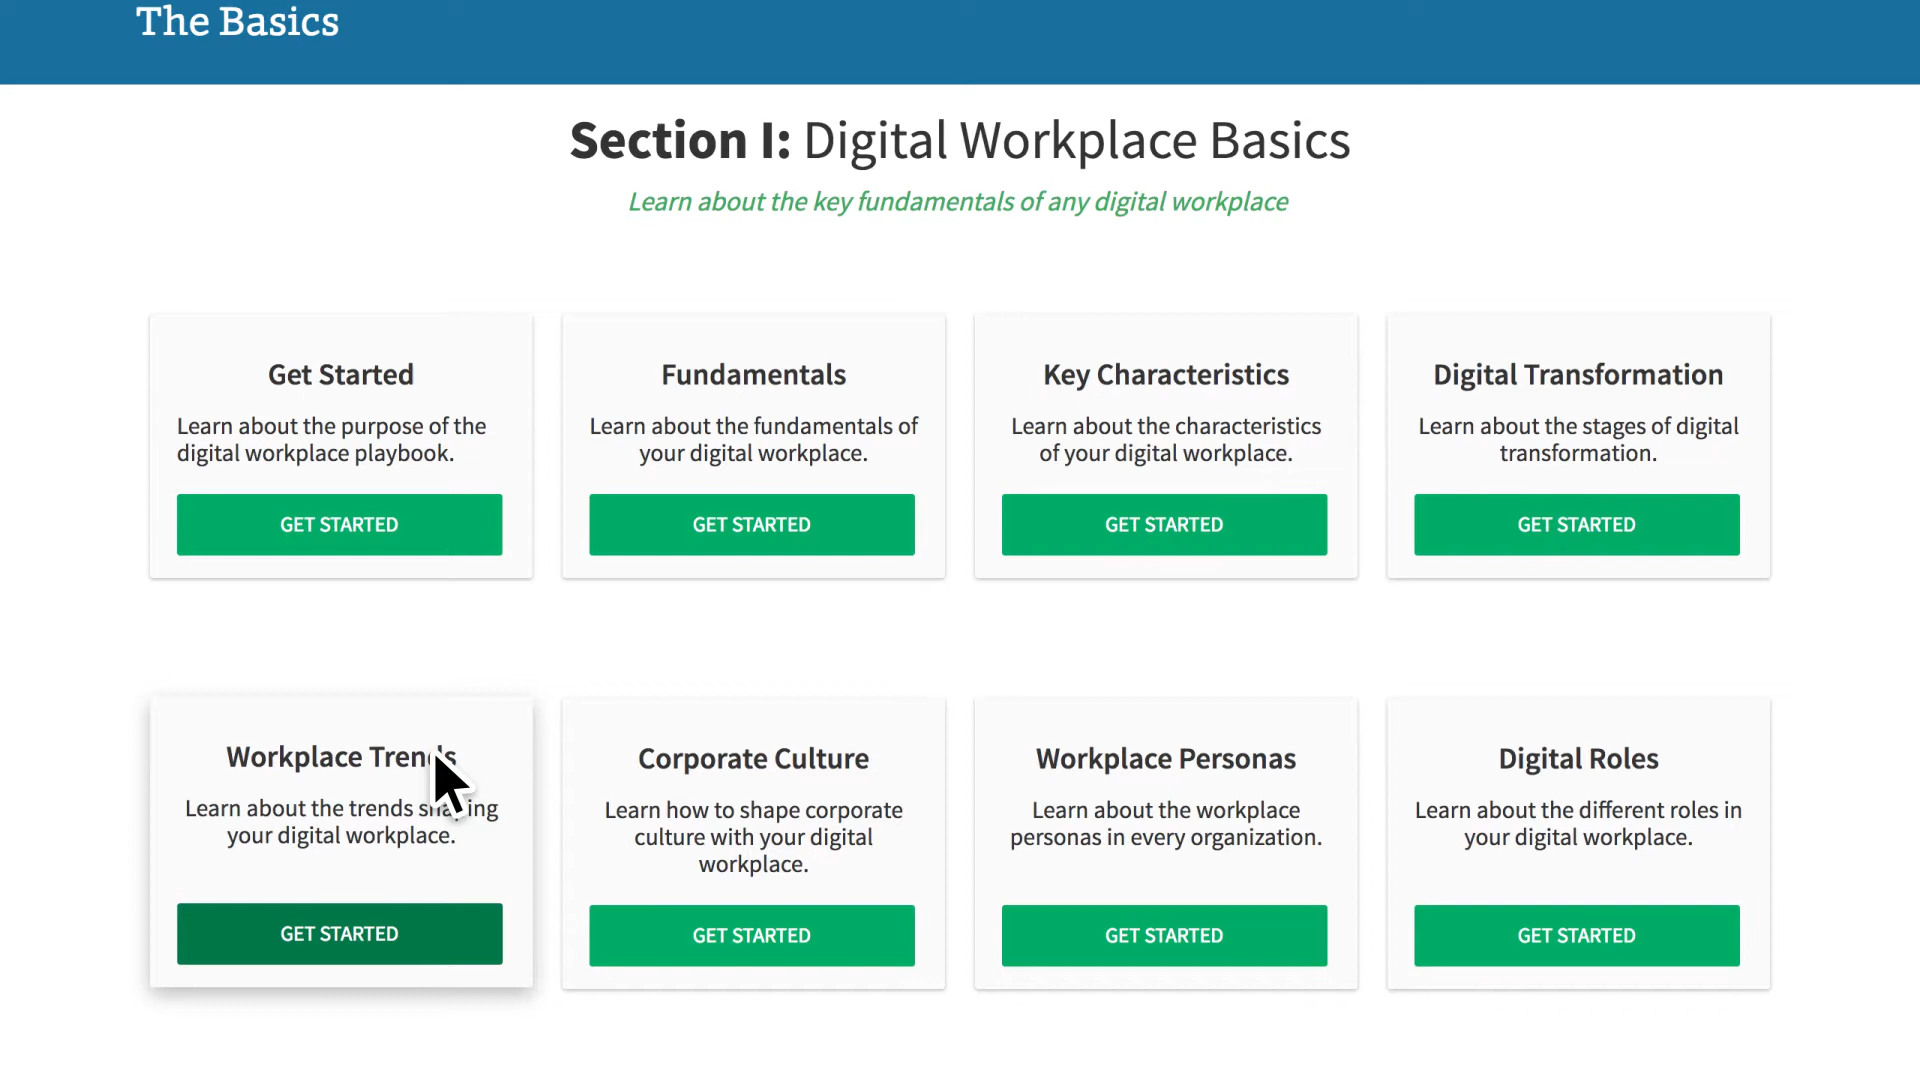 The Basics
Section I: Digital Workplace Basics
Learn about the key fundamentals of any digital workplace
Get Started
Learn about the purpose of the
digital workplace playbook.
GET STARTED
Fundamentals
Learn about the fundamentals of
your digital workplace.
GET STARTED
Key Characteristics
Learn about the characteristics
of your digital workplace.
GET STARTED
Digital Transformation
Learn about the stages of digital
transformation.
GET STARTED
Workplace Trends
Learn about the trends shaping
your digital workplace.
GET STARTED
Corporate Culture
Learn how to shape corporate
culture with your digital
workplace.
GET STARTED
Workplace Personas
Learn about the workplace
personas in every organization.
GET STARTED
Digital Roles
Learn about the different roles in
your digital workplace.
GET STARTED